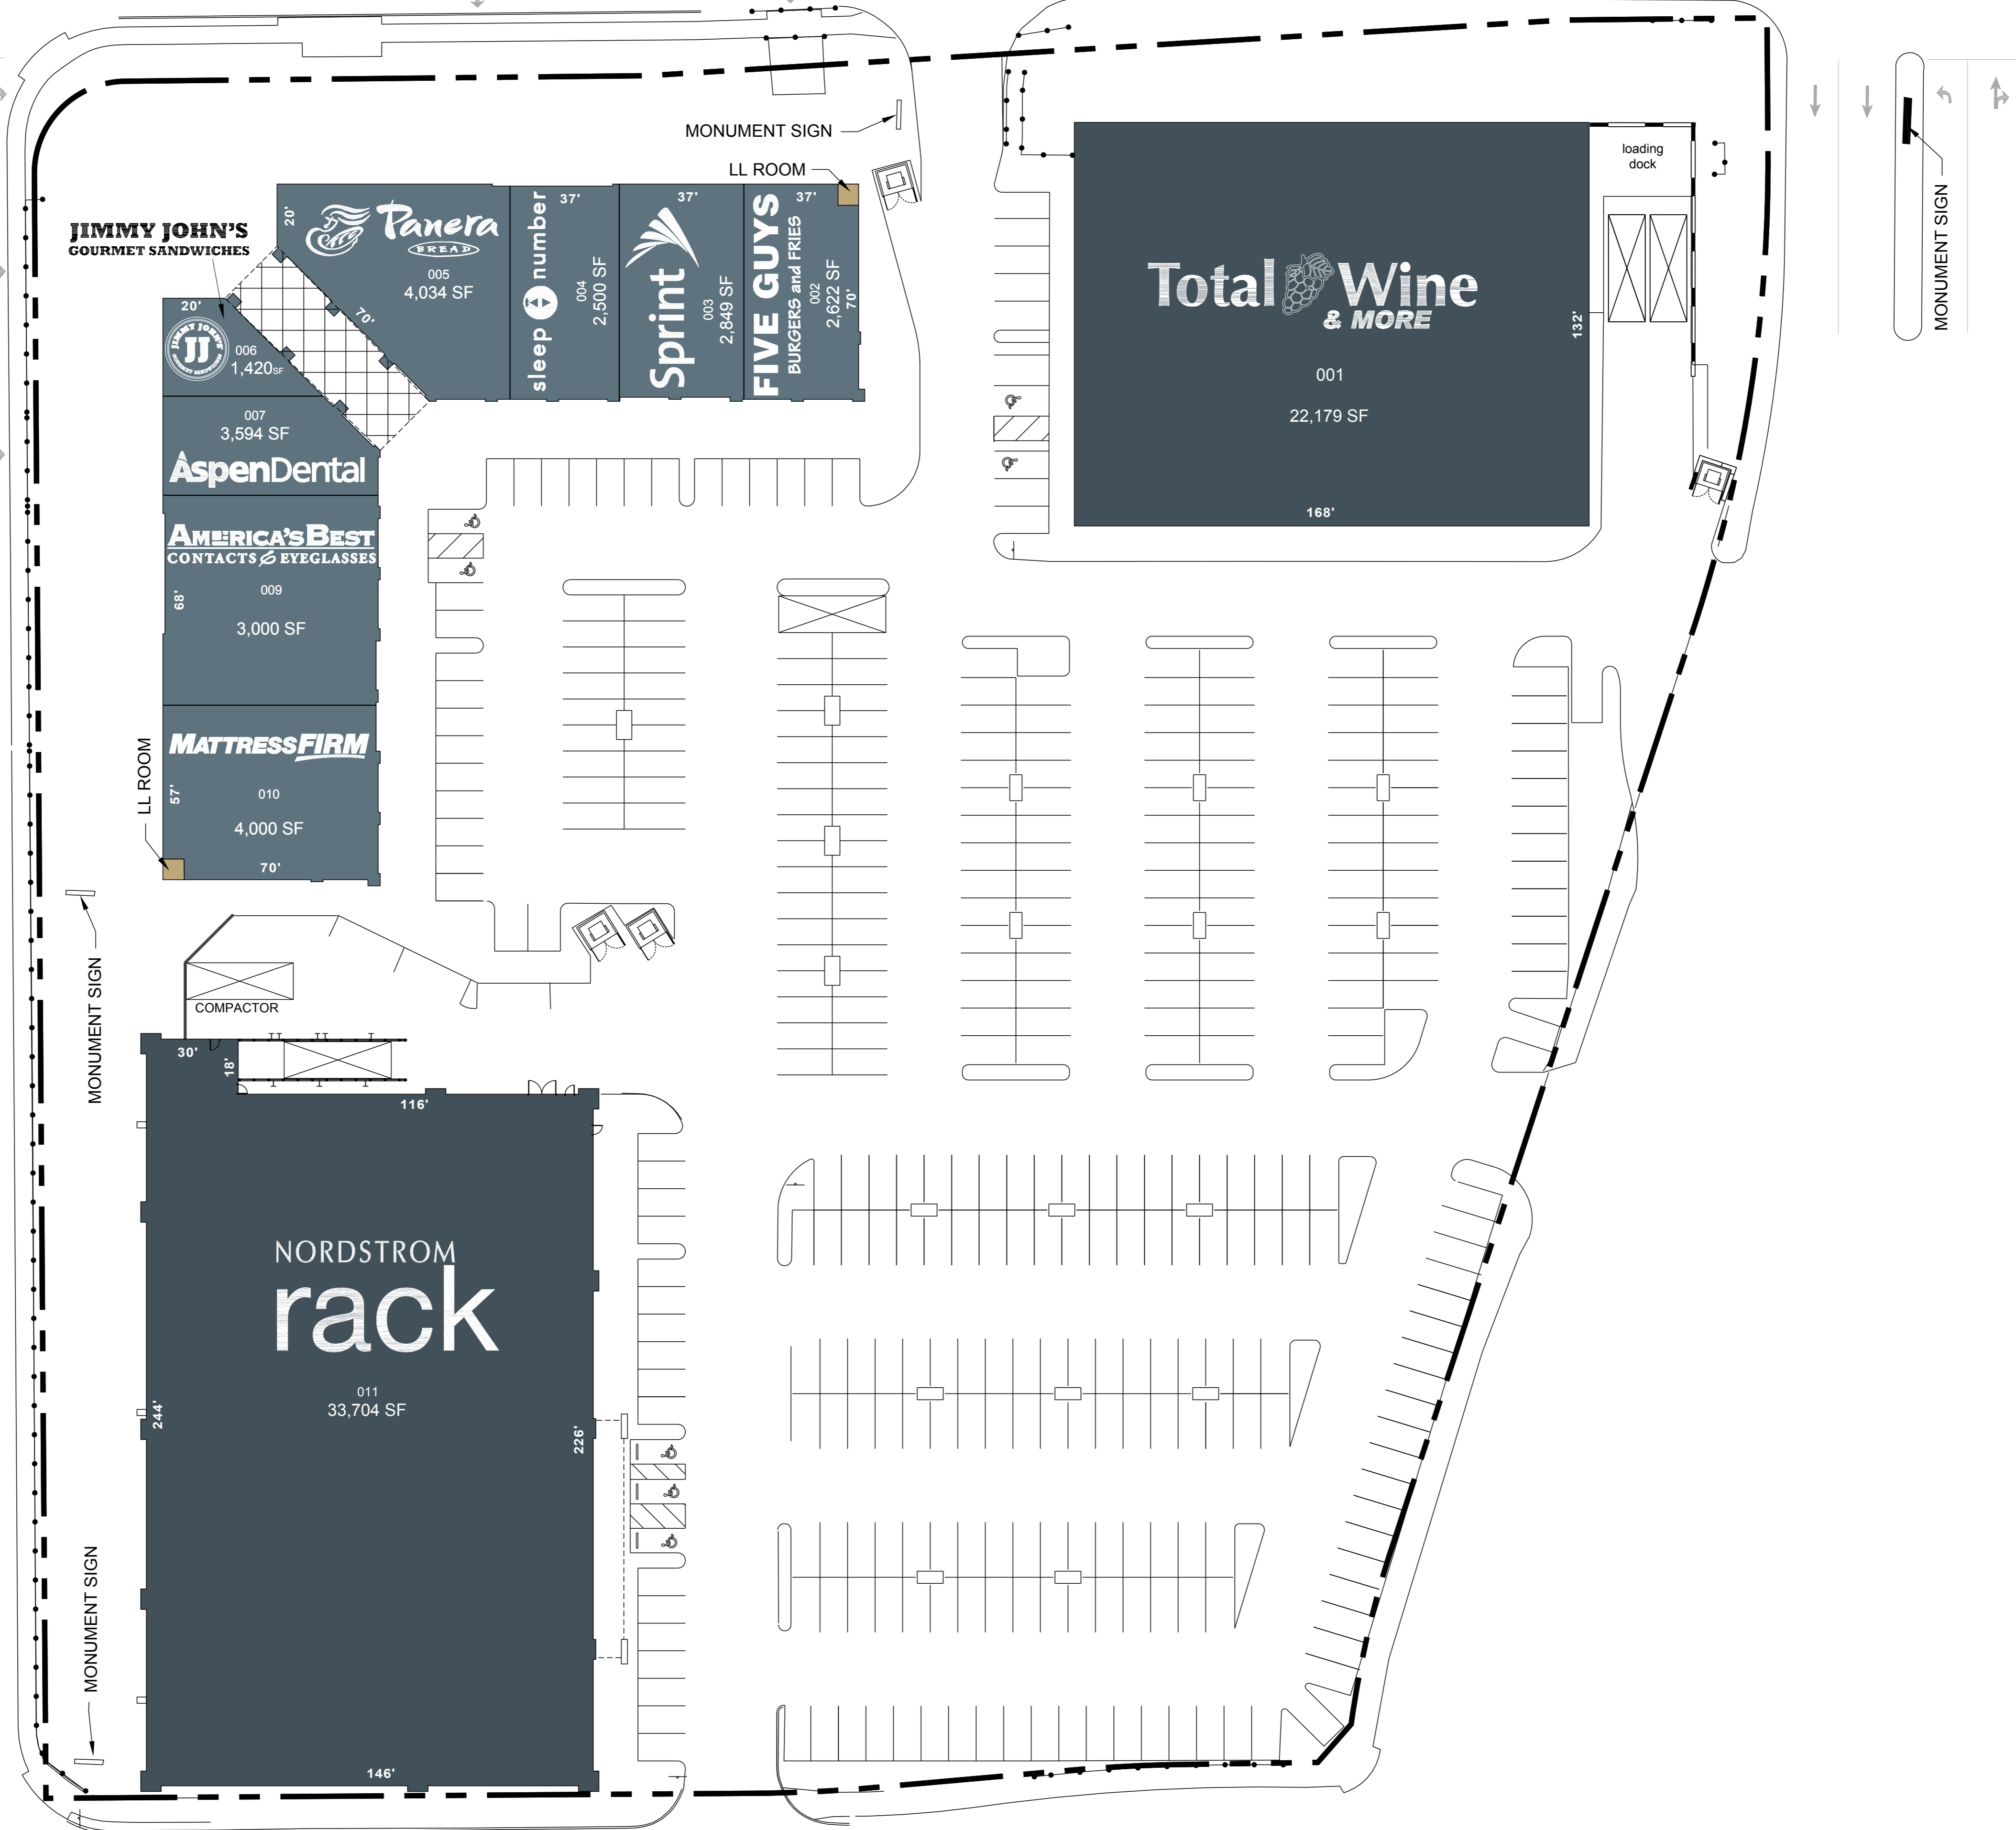 MONUMENT SIGN
LL ROOM
loading
dock
MONUMENT SIGN
JIMMY JOHN'S
GOURMET SANDWICHES
20'
Panera
BREAD
005
4,034 SF
70'
37'
sleep number
004
2,500 SF
37'
Sprint
003
2,849 SF
37'
FIVE GUYS
BURGERS and FRIES
002
2,622 SF
70'
Total Wine
& MORE
001
22,179 SF
132'
168'
20'
JIMMY JOHN'S
JJ
GOURMET SANDWICHES
006
1,420SF
007
3,594 SF
AspenDental
AMERICA'S BEST
CONTACTS & EYEGLASSES
009
68'
3,000 SF
MATTRESSFIRM
LL ROOM
57'
010
4,000 SF
70'
MONUMENT SIGN
COMPACTOR
30'
18'
116'
NORDSTROM
rack
011
33,704 SF
244'
226'
MONUMENT SIGN
146'